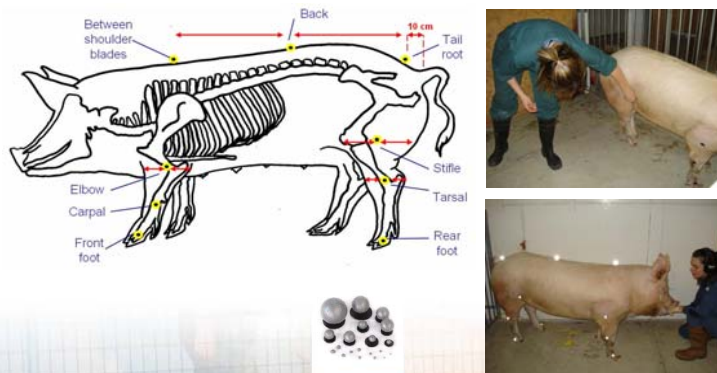 Back
Between
shoulder
blades
10 cm
Tail
root
Stifle
Elbow
Tarsal
Carpal
Front
foot
Rear
foot